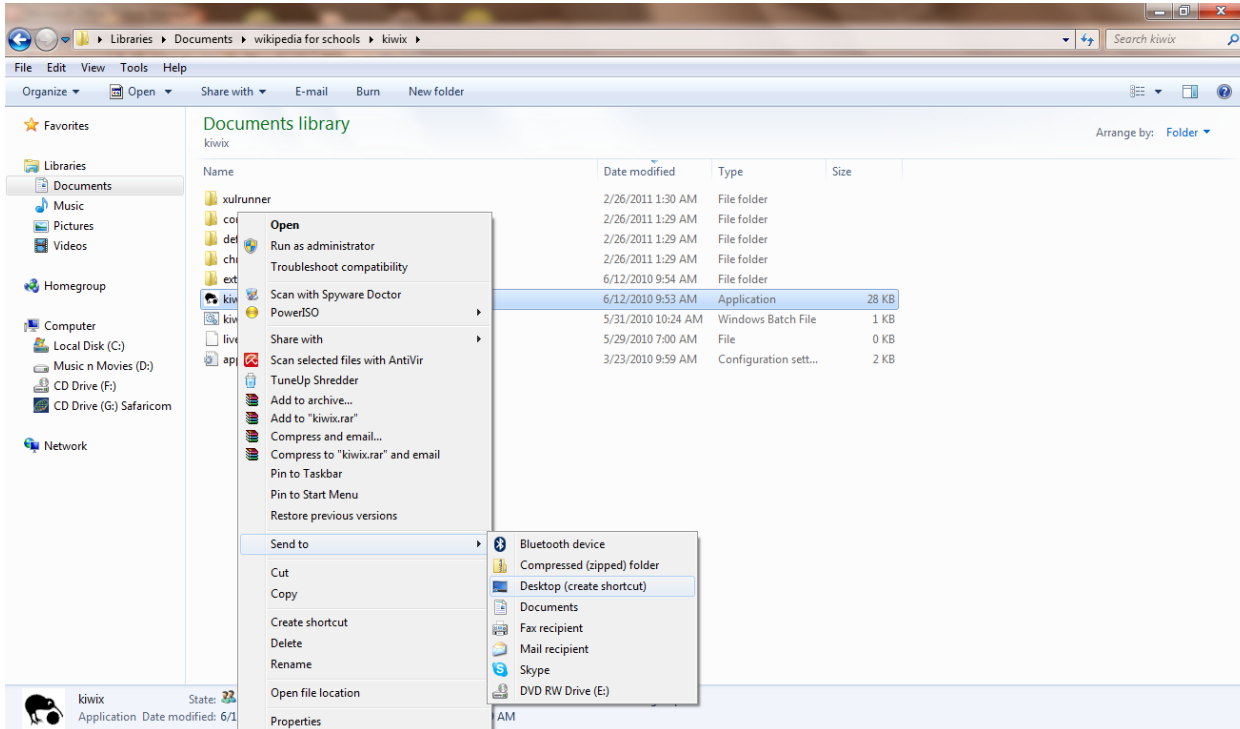 Libraries Documents wikipedia for schools kiwix Search kiwix
File Edit View Tools Help
Organize Open Share with E-mail Burn New folder
Favorites
Libraries
Documents
Music
Pictures
Videos
Homegroup
Computer
Local Disk (C:)
Music n Movies (D:)
CD Drive (F:)
CD Drive (G:) Safaricom
Network
Documents library
kiwix
Arrange by: Folder
Name Date modified Type Size
xulrunner 2/26/2011 1:30 AM File folder
2/26/2011 1:29 AM File folder
2/26/2011 1:29 AM File folder
2/26/2011 1:29 AM File folder
ext 6/12/2010 9:54 AM File folder
kiw 6/12/2010 9:53 AM Application 28 KB
kiw 5/31/2010 10:24 AM Windows Batch File 1 KB
live 5/29/2010 7:00 AM File 0 KB
app 3/23/2010 9:59 AM Configuration sett... 2 KB
Open
Run as administrator
Troubleshoot compatibility
Scan with Spyware Doctor
PowerISO
Share with
Scan selected files with AntiVir
TuneUp Shredder
Add to archive...
Add to "kiwix.rar"
Compress and email...
Compress to "kiwix.rar" and email
Pin to Taskbar
Pin to Start Menu
Restore previous versions
Send to
Cut
Copy
Create shortcut
Delete
Rename
Open file location
Properties
Bluetooth device
Compressed (zipped) folder
Desktop (create shortcut)
Documents
Fax recipient
Mail recipient
Skype
DVD RW Drive (E:)
kiwix State:
Application Date modified: 6/1 AM